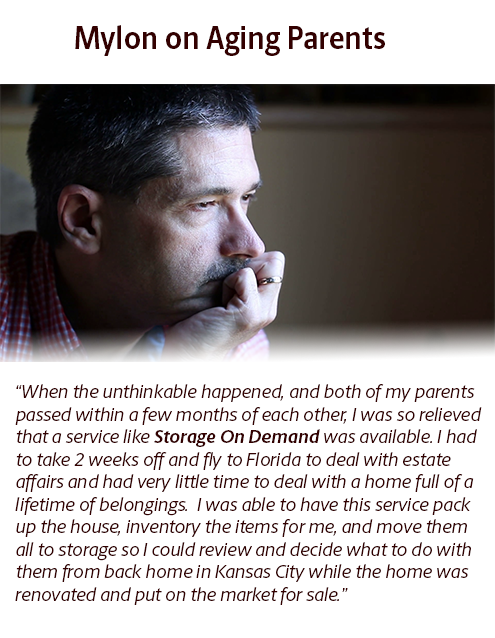 Mylon on Aging Parents
“When the unthinkable happened, and both of my parents
passed within a few months of each other, I was so relieved
that a service like Storage On Demand was available. I had
to take 2 weeks off and fly to Florida to deal with estate
affairs and had very little time to deal with a home full of a
lifetime of belongings.  I was able to have this service pack
up the house, inventory the items for me, and move them
all to storage so I could review and decide what to do with
them from back home in Kansas City while the home was
renovated and put on the market for sale.”